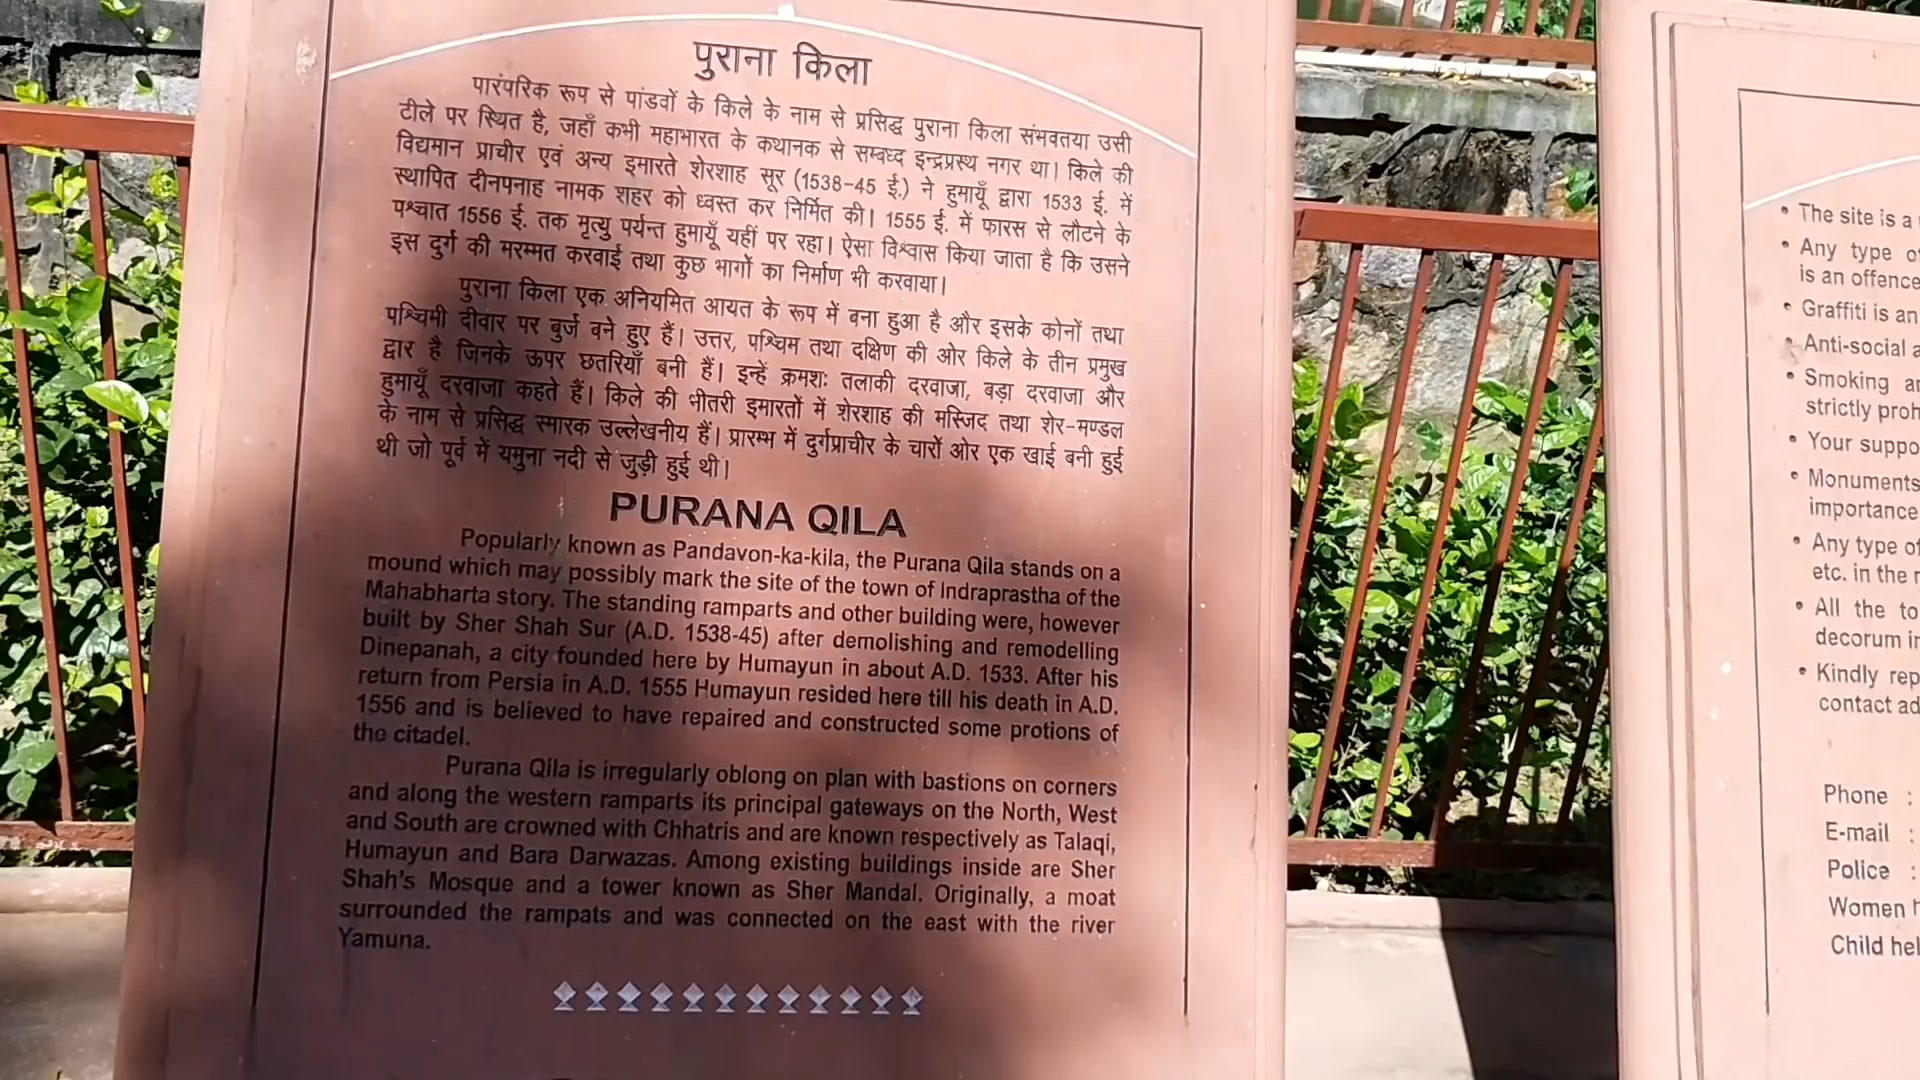 पुराना किला
पारंपरिक रूप से पांडवों के किले के नाम से प्रसिद्ध पुराना किला संभवतया उसी
टीले पर स्थित है, जहाँ कभी महाभारत के कथानक से सम्बध्द इन्द्रप्रस्थ नगर था। किले की
विद्यमान प्राचीर एवं अन्य इमारते शेरशाह सूर (1538-45 ई.) ने हुमायूँ द्वारा 1533 ई. में
स्थापित दीनपनाह नामक शहर को ध्वस्त कर निर्मित की। 1555 ई. में फारस से लौटने के
पश्चात 1556 ई. तक मृत्यु पर्यन्त हुमायूँ यहीं पर रहा। ऐसा विश्वास किया जाता है कि उसने
इस दुर्ग की मरम्मत करवाई तथा कुछ भागों का निर्माण भी करवाया।
पुराना किला एक अनियमित आयत के रूप में बना हुआ है और इसके कोनों तथा
पश्चिमी दीवार पर बुर्ज बने हुए हैं। उत्तर, पश्चिम तथा दक्षिण की ओर किले के तीन प्रमुख
द्वार है जिनके ऊपर छतरियाँ बनी हैं। इन्हें क्रमशः तलाकी दरवाजा, बड़ा दरवाजा और
हुमायूँ दरवाजा कहते हैं। किले की भीतरी इमारतों में शेरशाह की मस्जिद तथा शेर-मण्डल
के नाम से प्रसिद्ध स्मारक उल्लेखनीय हैं। प्रारम्भ में दुर्गप्राचीर के चारों ओर एक खाई बनी हुई
थी जो पूर्व में यमुना नदी से जुड़ी हुई थी।
PURANA QILA
Popularly known as Pandavon-ka-kila, the Purana Qila stands on a
mound which may possibly mark the site of the town of Indraprastha of the
Mahabharta story. The standing ramparts and other building were, however
built by Sher Shah Sur (A.D. 1538-45) after demolishing and remodelling
Dinepanah, a city founded here by Humayun in about A.D. 1533. After his
return from Persia in A.D. 1555 Humayun resided here till his death in A.D.
1556 and is believed to have repaired and constructed some protions of
the citadel.
Purana Qila is irregularly oblong on plan with bastions on corners
and along the western ramparts its principal gateways on the North, West
and South are crowned with Chhatris and are known respectively as Talaqi,
Humayun and Bara Darwazas. Among existing buildings inside are Sher
Shah's Mosque and a tower known as Sher Mandal. Originally, a moat
surrounded the rampats and was connected on the east with the river
Yamuna.
• The site is a
• Any type
is an offence
• Graffiti is an
• Anti-social
• Smoking
strictly
• Your
• Monuments
importance
• Any type of
etc. in the
• All the
decorum
• Kindly
contact
Phone :
E-mail :
Police :
Women
Child